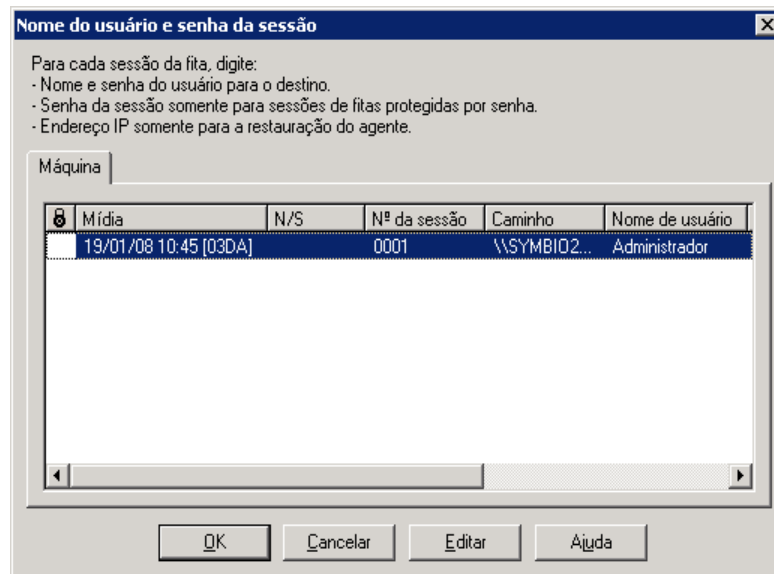 Nome do usuário e senha da sessão
Para cada sessão da fita, digite:
- Nome e senha do usuário para o destino.
- Senha da sessão somente para sessões de fitas protegidas por senha.
- Endereço IP somente para a restauração do agente.
Máquina
Mídia N/S Nº da sessão Caminho Nome de usuário
19/01/08 10:45 [03DA] 0001 \\SYMBIO2... Administrador
OK Cancelar Editar Ajuda